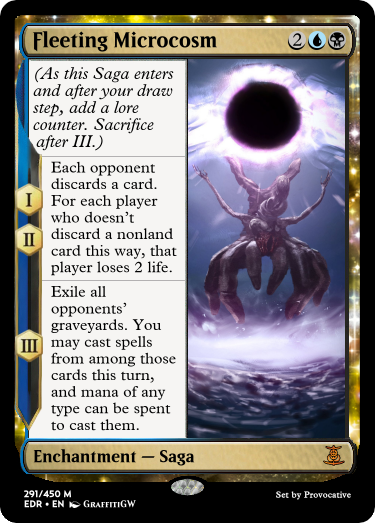 Fleeting Microcosm 2
(As this Saga enters
and after your draw
step, add a lore
counter. Sacrifice
after III.)
I
II
Each opponent
discards a card.
For each player
who doesn't
discard a nonland
card this way, that
player loses 2 life.
III
Exile all
opponents'
graveyards. You
may cast spells
from among those
cards this turn,
and mana of any
type can be spent
to cast them.
Enchantment — Saga
291/450 M
EDR • EN GraffitiGW
Set by Provocative